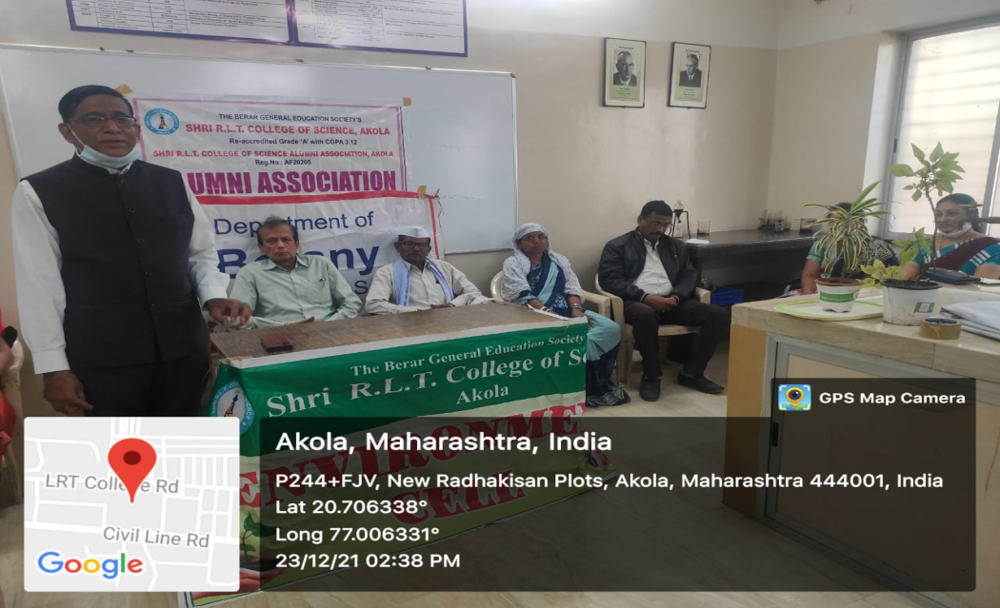 THE BERAR GENERAL EDUCATION SOCIETY'S
SHRI R.L.T. COLLEGE OF SCIENCE, AKOLA
Re-accredited Grade 'A' with CGPA 3.12
SHRI R.L.T. COLLEGE OF SCIENCE ALUMNI ASSOCIATION, AKOLA
Reg.No.: AF20205
UMNI ASSOCIATION
Department of
Botany
The Berar General Education Society
Shri R.L.T. College of Sc
Akola
ENVIRONME
CELL
GPS Map Camera
LRT College Rd
Civil Line Rd
Google
Akola, Maharashtra, India
P244+FJV, New Radhakisan Plots, Akola, Maharashtra 444001, India
Lat 20.706338°
Long 77.006331°
23/12/21 02:38 PM